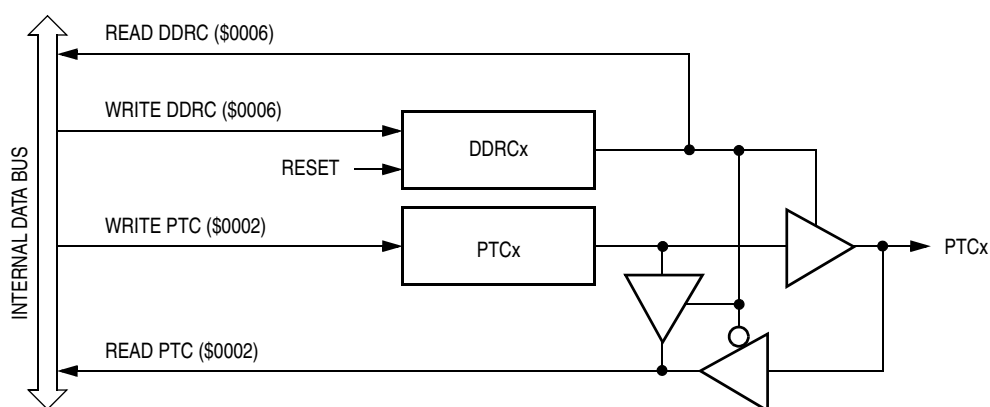 READ DDRC ($0006)
WRITE DDRC ($0006)
DDRCx
RESET
INTERNAL DATA BUS
WRITE PTC ($0002)
PTCx
PTCx
READ PTC ($0002)